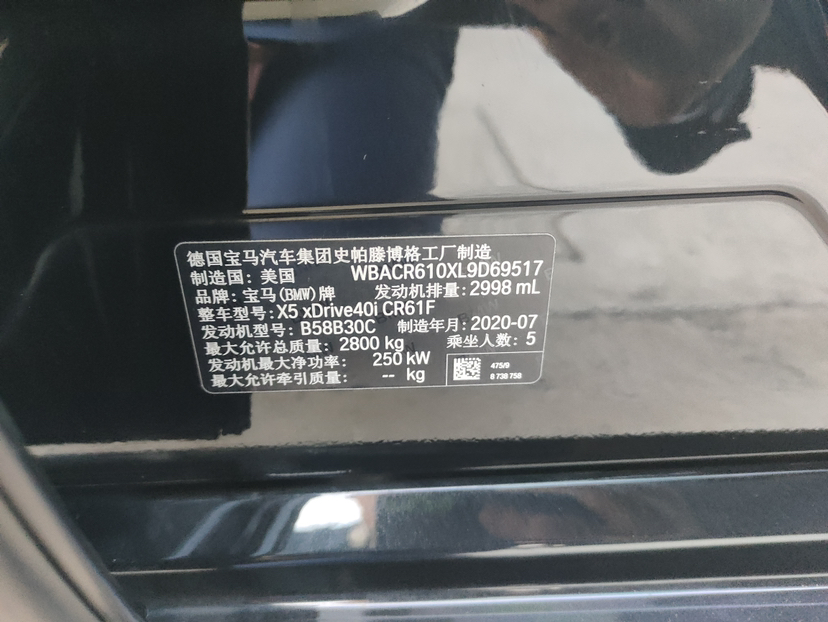 德国宝马汽车集团史帕滕博格工厂制造
制造国: 美国 WBACR610XL9D69517
品牌: 宝马(BMW)牌 发动机排量: 2998 mL
整车型号: X5 xDrive40i CR61F
发动机型号: B58B30C 制造年月: 2020-07
最大允许总质量: 2800 kg 乘坐人数: 5
发动机最大净功率: 250 kW
最大允许牵引质量: -- kg
475/9
8 738 758